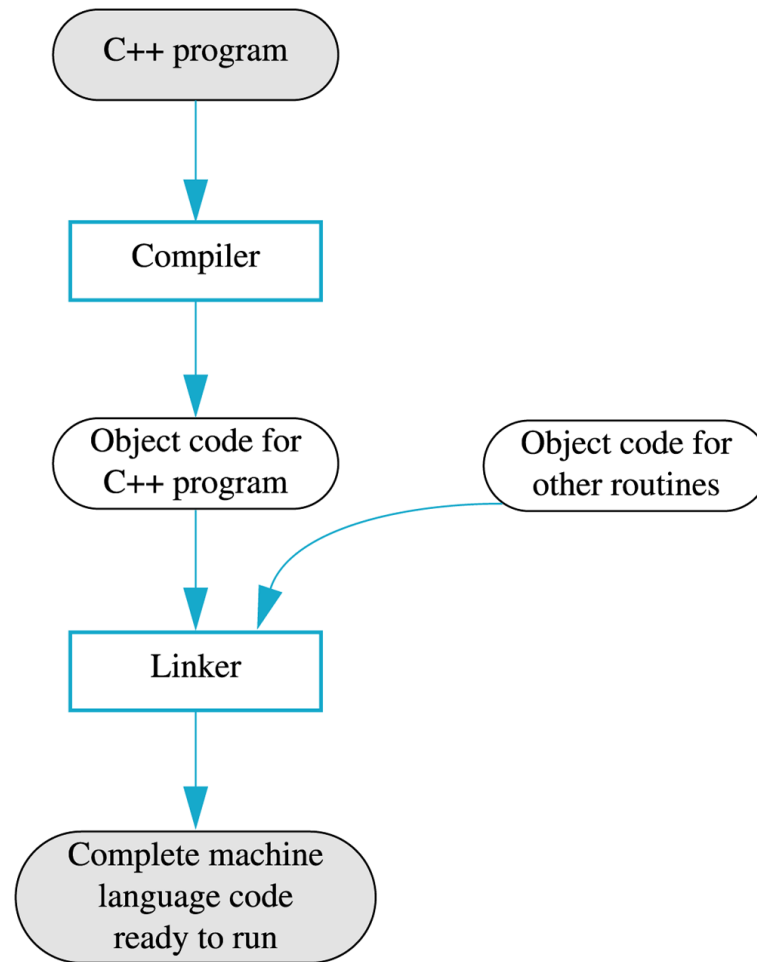 C++ program
Compiler
Object code for
C++ program
Object code for
other routines
Linker
Complete machine
language code
ready to run